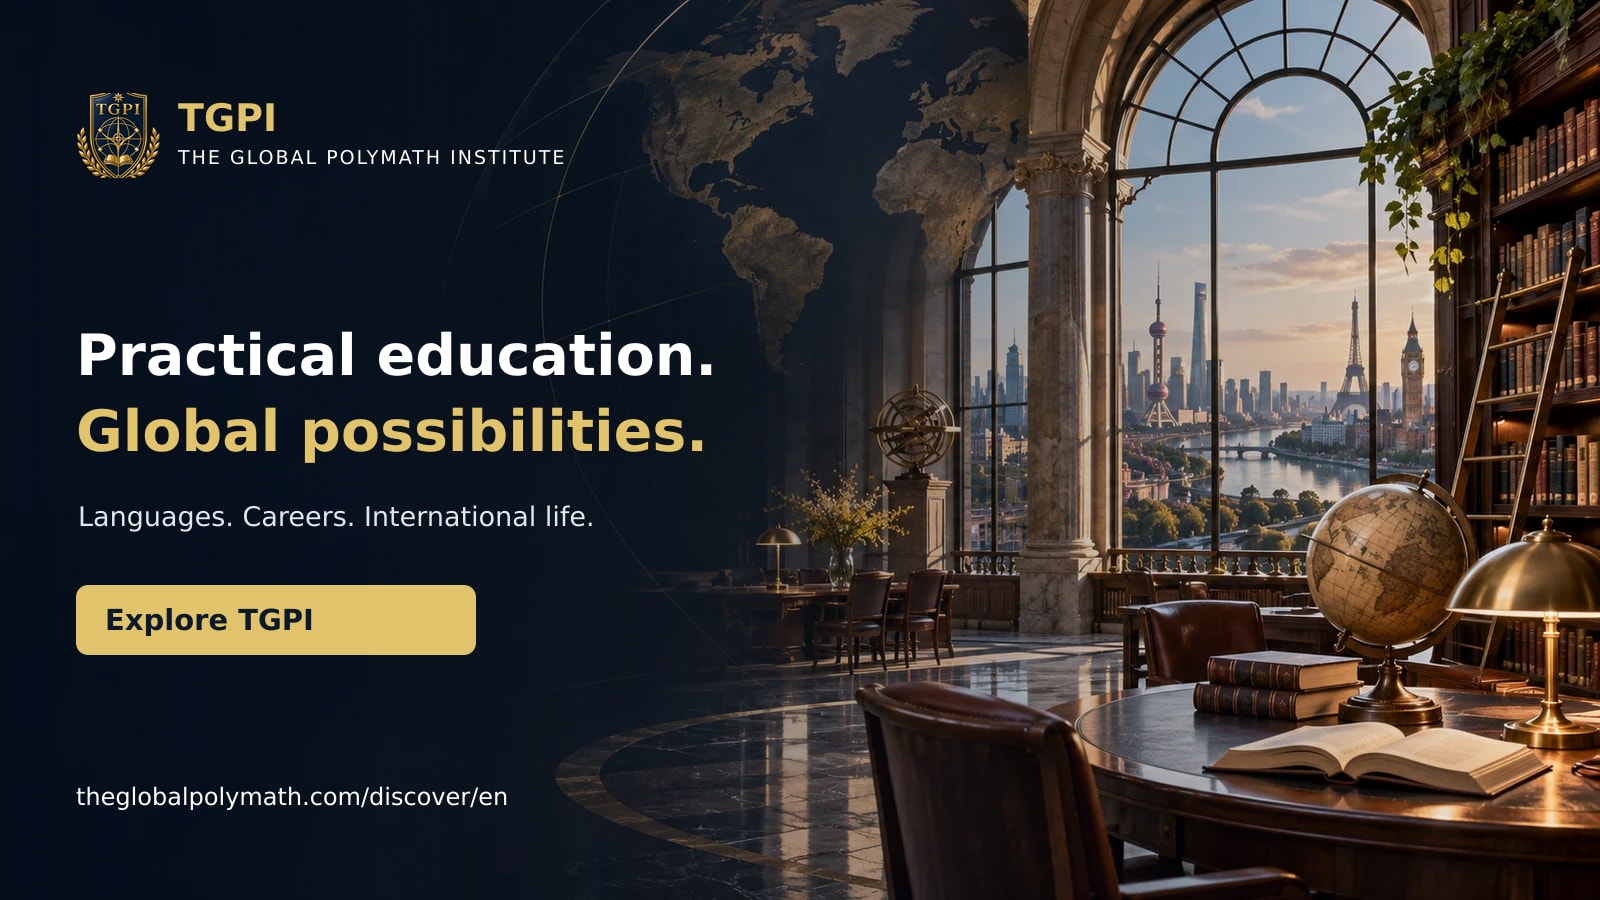 TGPI
TGPI
THE GLOBAL POLYMATH INSTITUTE
Practical education.
Global possibilities.
Languages. Careers. International life.
Explore TGPI
theglobalpolymath.com/discover/en